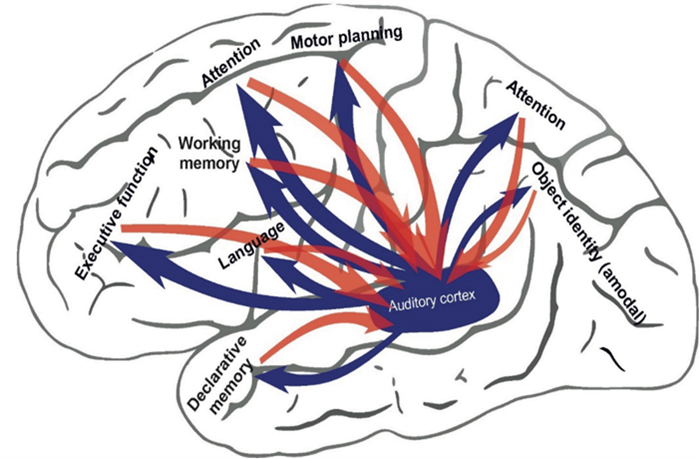 Motor planning
Attention
Attention
Working
memory
Executive function
Language
Object identity (amodal)
Auditory cortex
Declarative
memory